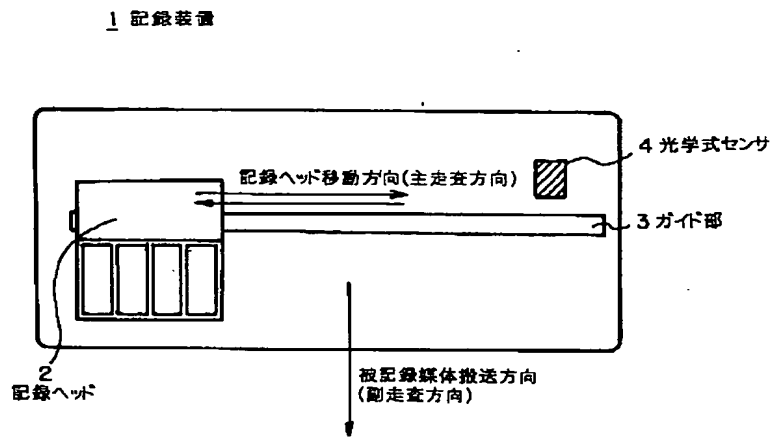 1 記録装置
4 光学式センサ
記録ヘッド移動方向(主走査方向)
3 ガイド部
2
記録ヘッド
被記録媒体搬送方向
(副走査方向)